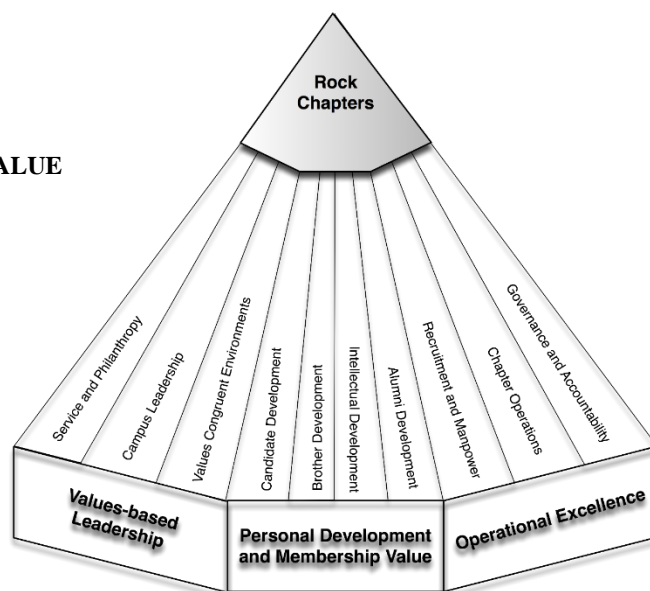 Rock
Chapters
ALUE
Service and Philanthropy
Campus Leadership
Values Congruent Environments
Candidate Development
Brother Development
Intellectual Development
Alumni Development
Recruitment and Manpower
Chapter Operations
Governance and Accountability
Values-based
Leadership
Personal Development
and Membership Value
Operational Excellence